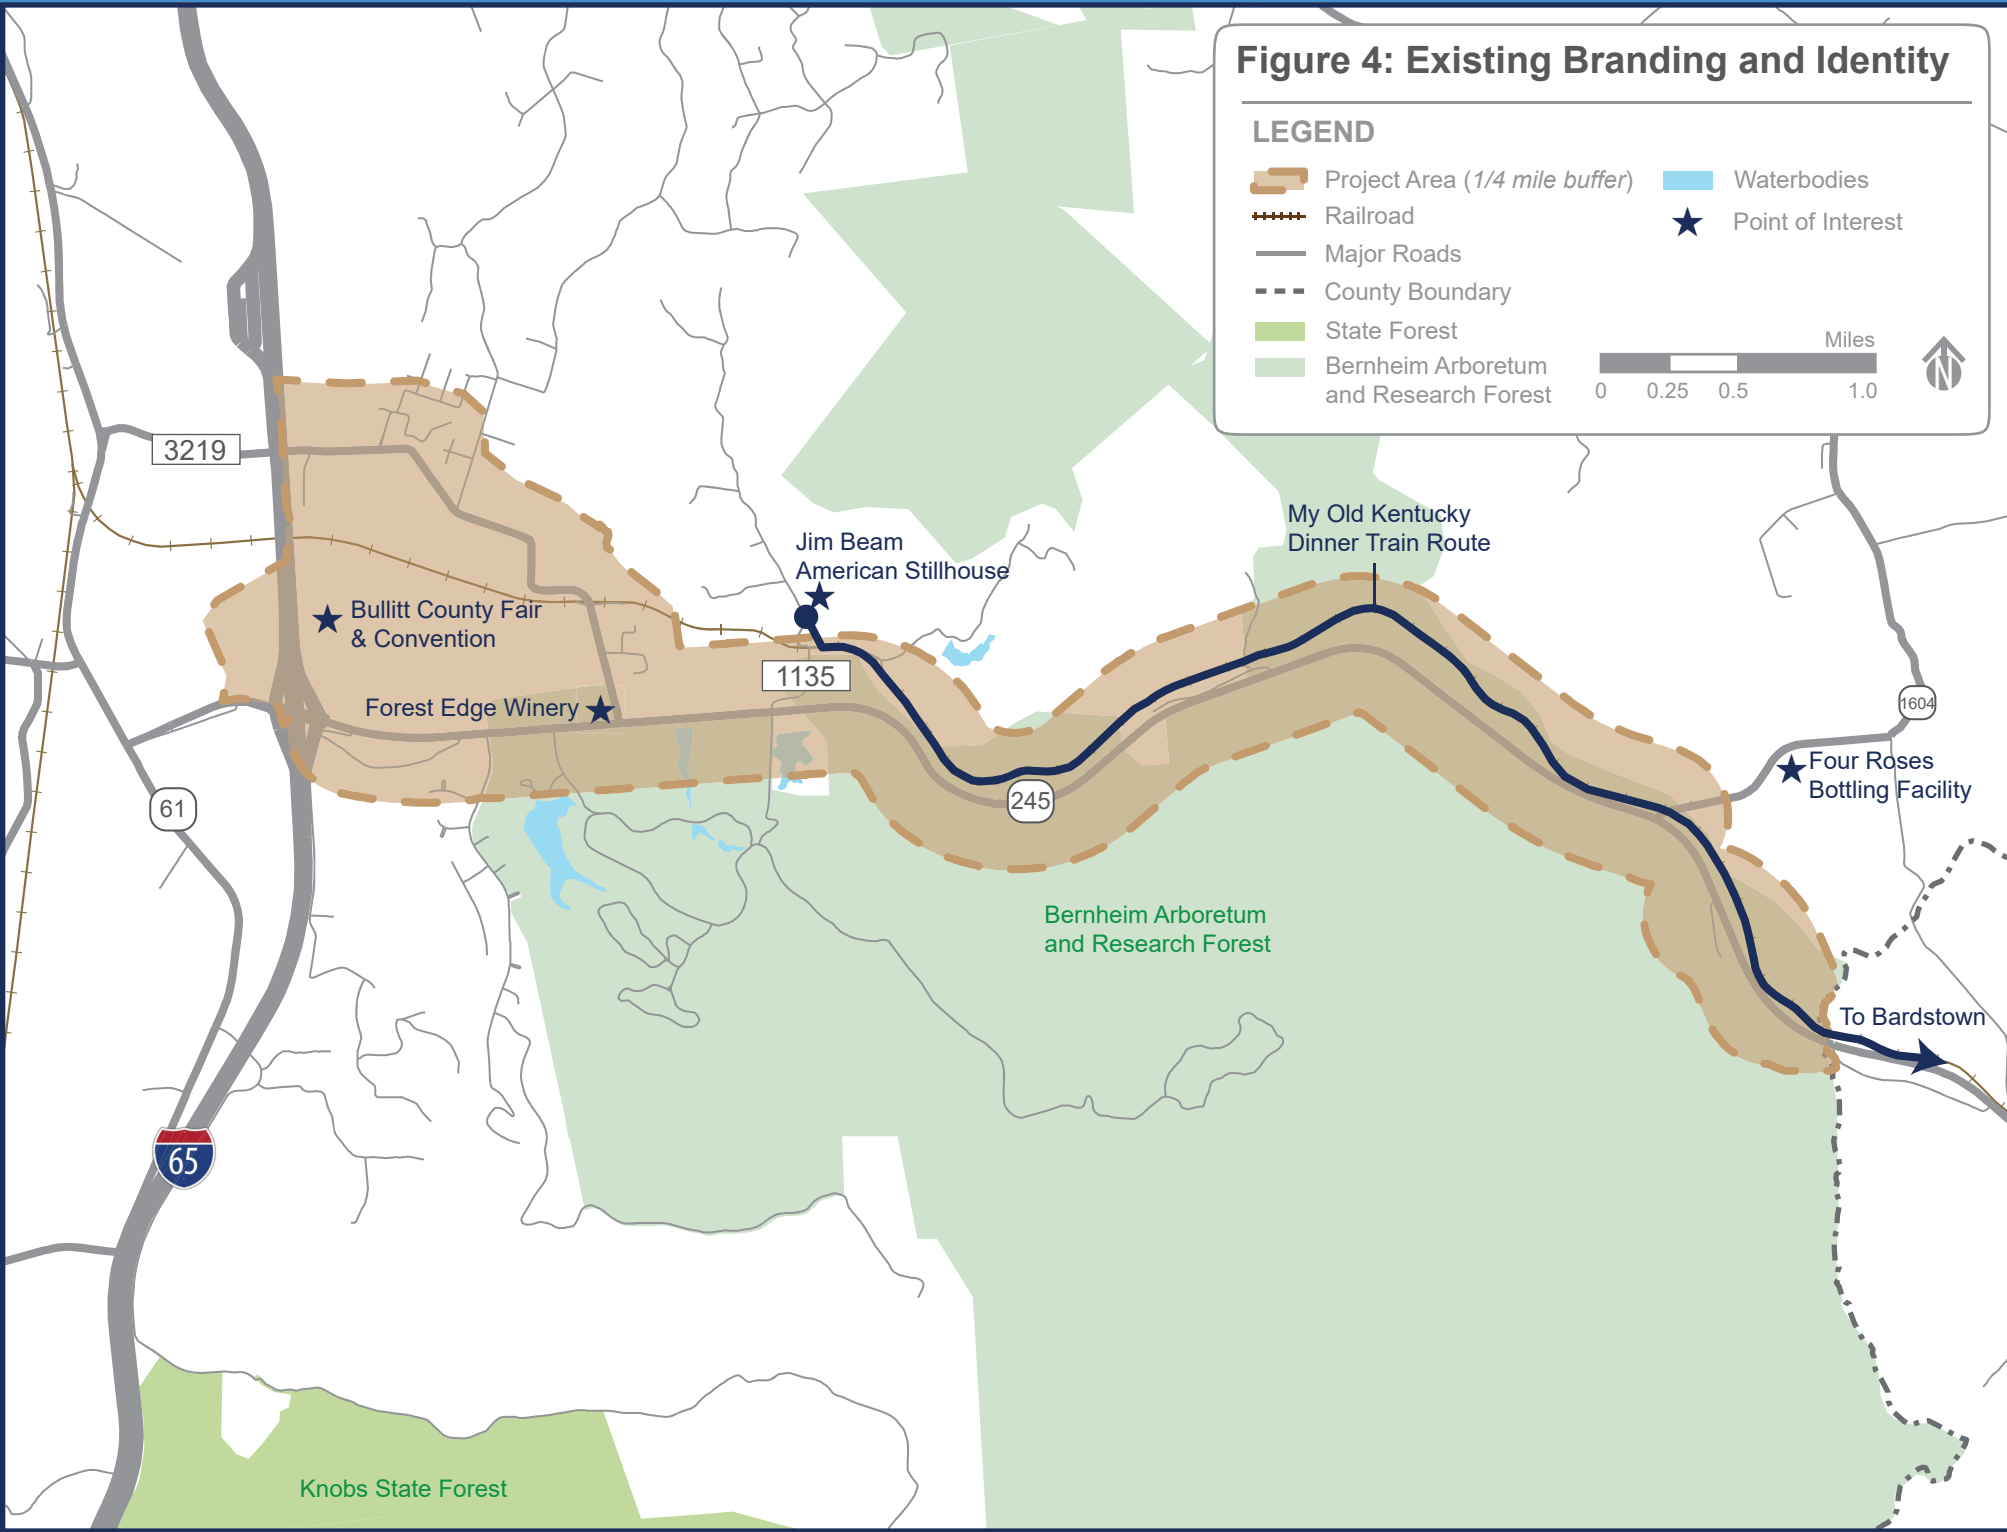 Figure 4: Existing Branding and Identity
LEGEND
Project Area (1/4 mile buffer)
Railroad
Major Roads
County Boundary
State Forest
Bernheim Arboretum
and Research Forest
Waterbodies
Point of Interest
Miles
0 0.25 0.5 1.0
N
3219
My Old Kentucky
Dinner Train Route
Jim Beam
American Stillhouse
Bullitt County Fair
& Convention
1135
Forest Edge Winery
1604
Four Roses
Bottling Facility
61
245
Bernheim Arboretum
and Research Forest
To Bardstown
65
Knobs State Forest